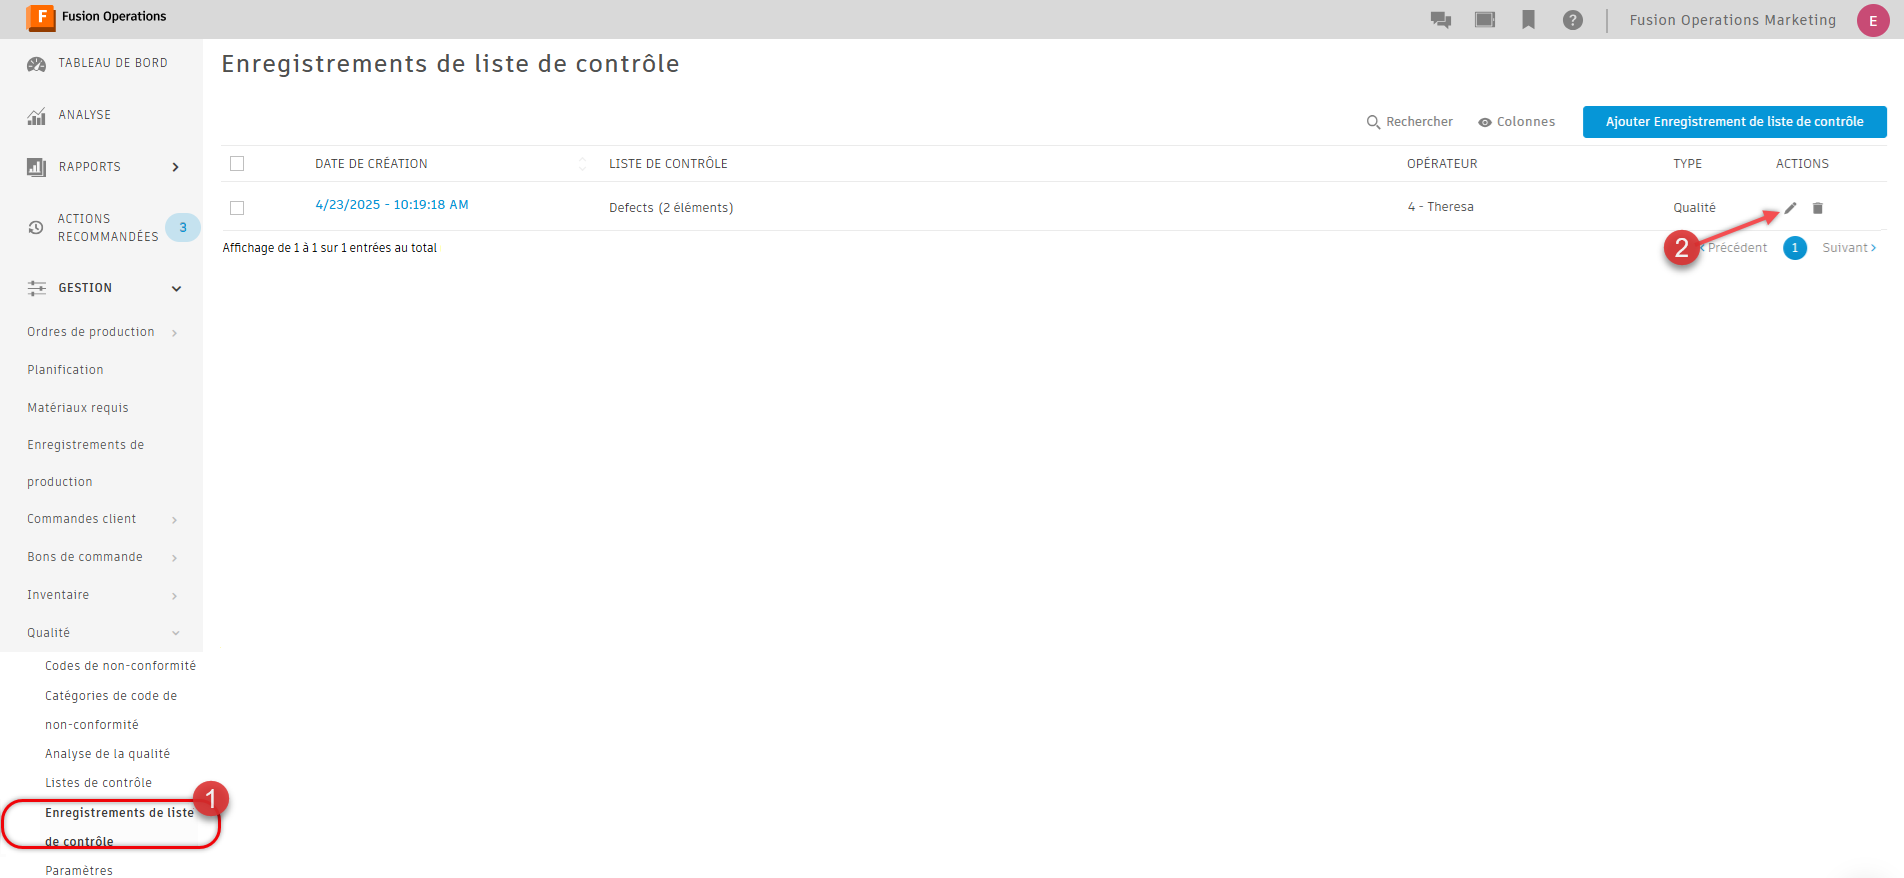 F Fusion Operations
? Fusion Operations Marketing E
TABLEAU DE BORD
ANALYSE
RAPPORTS
ACTIONS
RECOMMANDÉES
3
GESTION
Ordres de production
Planification
Matériaux requis
Enregistrements de
production
Commandes client
Bons de commande
Inventaire
Qualité
Codes de non-conformité
Catégories de code de
non-conformité
Analyse de la qualité
Listes de contrôle
1
Enregistrements de liste
de contrôle
Paramètres
Enregistrements de liste de contrôle
Rechercher Colonnes Ajouter Enregistrement de liste de contrôle
DATE DE CRÉATION LISTE DE CONTRÔLE OPÉRATEUR TYPE ACTIONS
4/23/2025 - 10:19:18 AM Defects (2 éléments) 4 - Theresa Qualité
Affichage de 1 à 1 sur 1 entrées au total
2 Précédent 1 Suivant